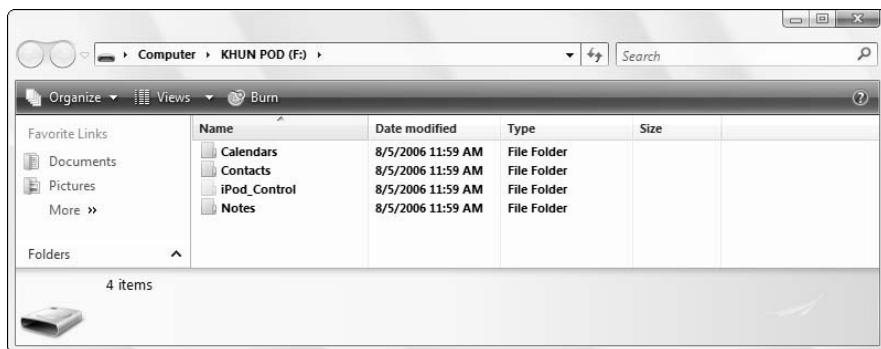 Computer KHUN POD (F:) Search
Organize Views Burn
Favorite Links
Documents
Pictures
More »
Folders
Name Date modified Type Size
Calendars 8/5/2006 11:59 AM File Folder
Contacts 8/5/2006 11:59 AM File Folder
iPod_Control 8/5/2006 11:59 AM File Folder
Notes 8/5/2006 11:59 AM File Folder
4 items